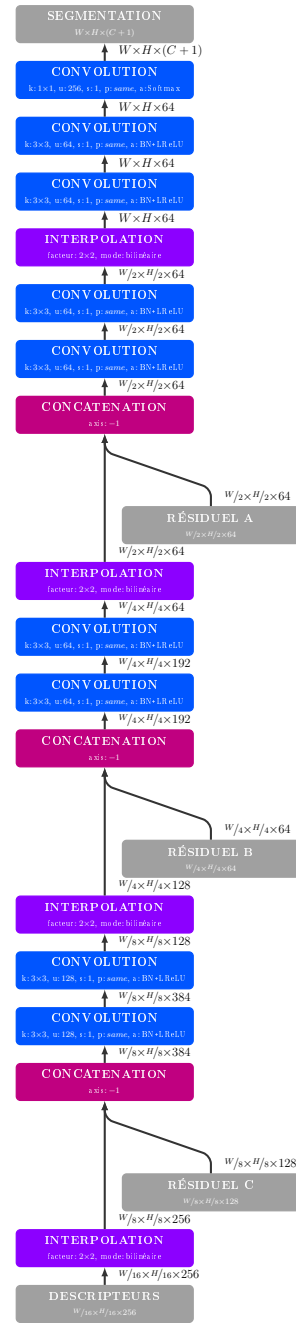 SEGMENTATION
W×H×(C + 1)
W×H×(C + 1)
CONVOLUTION
k: 1×1, u: 256, s: 1, p: same, a:Softmax
W×H×64
CONVOLUTION
k: 3×3, u: 64, s: 1, p: same, a: BN+LReLU
W×H×64
CONVOLUTION
k: 3×3, u: 64, s: 1, p: same, a: BN+LReLU
W×H×64
INTERPOLATION
facteur: 2×2, mode: bilinéaire
W/2×H/2×64
CONVOLUTION
k: 3×3, u: 64, s: 1, p: same, a: BN+LReLU
W/2×H/2×64
CONVOLUTION
k: 3×3, u: 64, s: 1, p: same, a: BN+LReLU
W/2×H/2×64
CONCATENATION
axis: −1
W/2×H/2×64
RÉSIDUEL A
W/2×H/2×64
W/2×H/2×64
INTERPOLATION
facteur: 2×2, mode: bilinéaire
W/4×H/4×64
CONVOLUTION
k: 3×3, u: 64, s: 1, p: same, a: BN+LReLU
W/4×H/4×192
CONVOLUTION
k: 3×3, u: 64, s: 1, p: same, a: BN+LReLU
W/4×H/4×192
CONCATENATION
axis: −1
W/4×H/4×64
RÉSIDUEL B
W/4×H/4×64
W/4×H/4×128
INTERPOLATION
facteur: 2×2, mode: bilinéaire
W/8×H/8×128
CONVOLUTION
k: 3×3, u: 128, s: 1, p: same, a: BN+LReLU
W/8×H/8×384
CONVOLUTION
k: 3×3, u: 128, s: 1, p: same, a: BN+LReLU
W/8×H/8×384
CONCATENATION
axis: −1
W/8×H/8×128
RÉSIDUEL C
W/8×H/8×128
W/8×H/8×256
INTERPOLATION
facteur: 2×2, mode: bilinéaire
W/16×H/16×256
DESCRIPTEURS
W/16×H/16×256